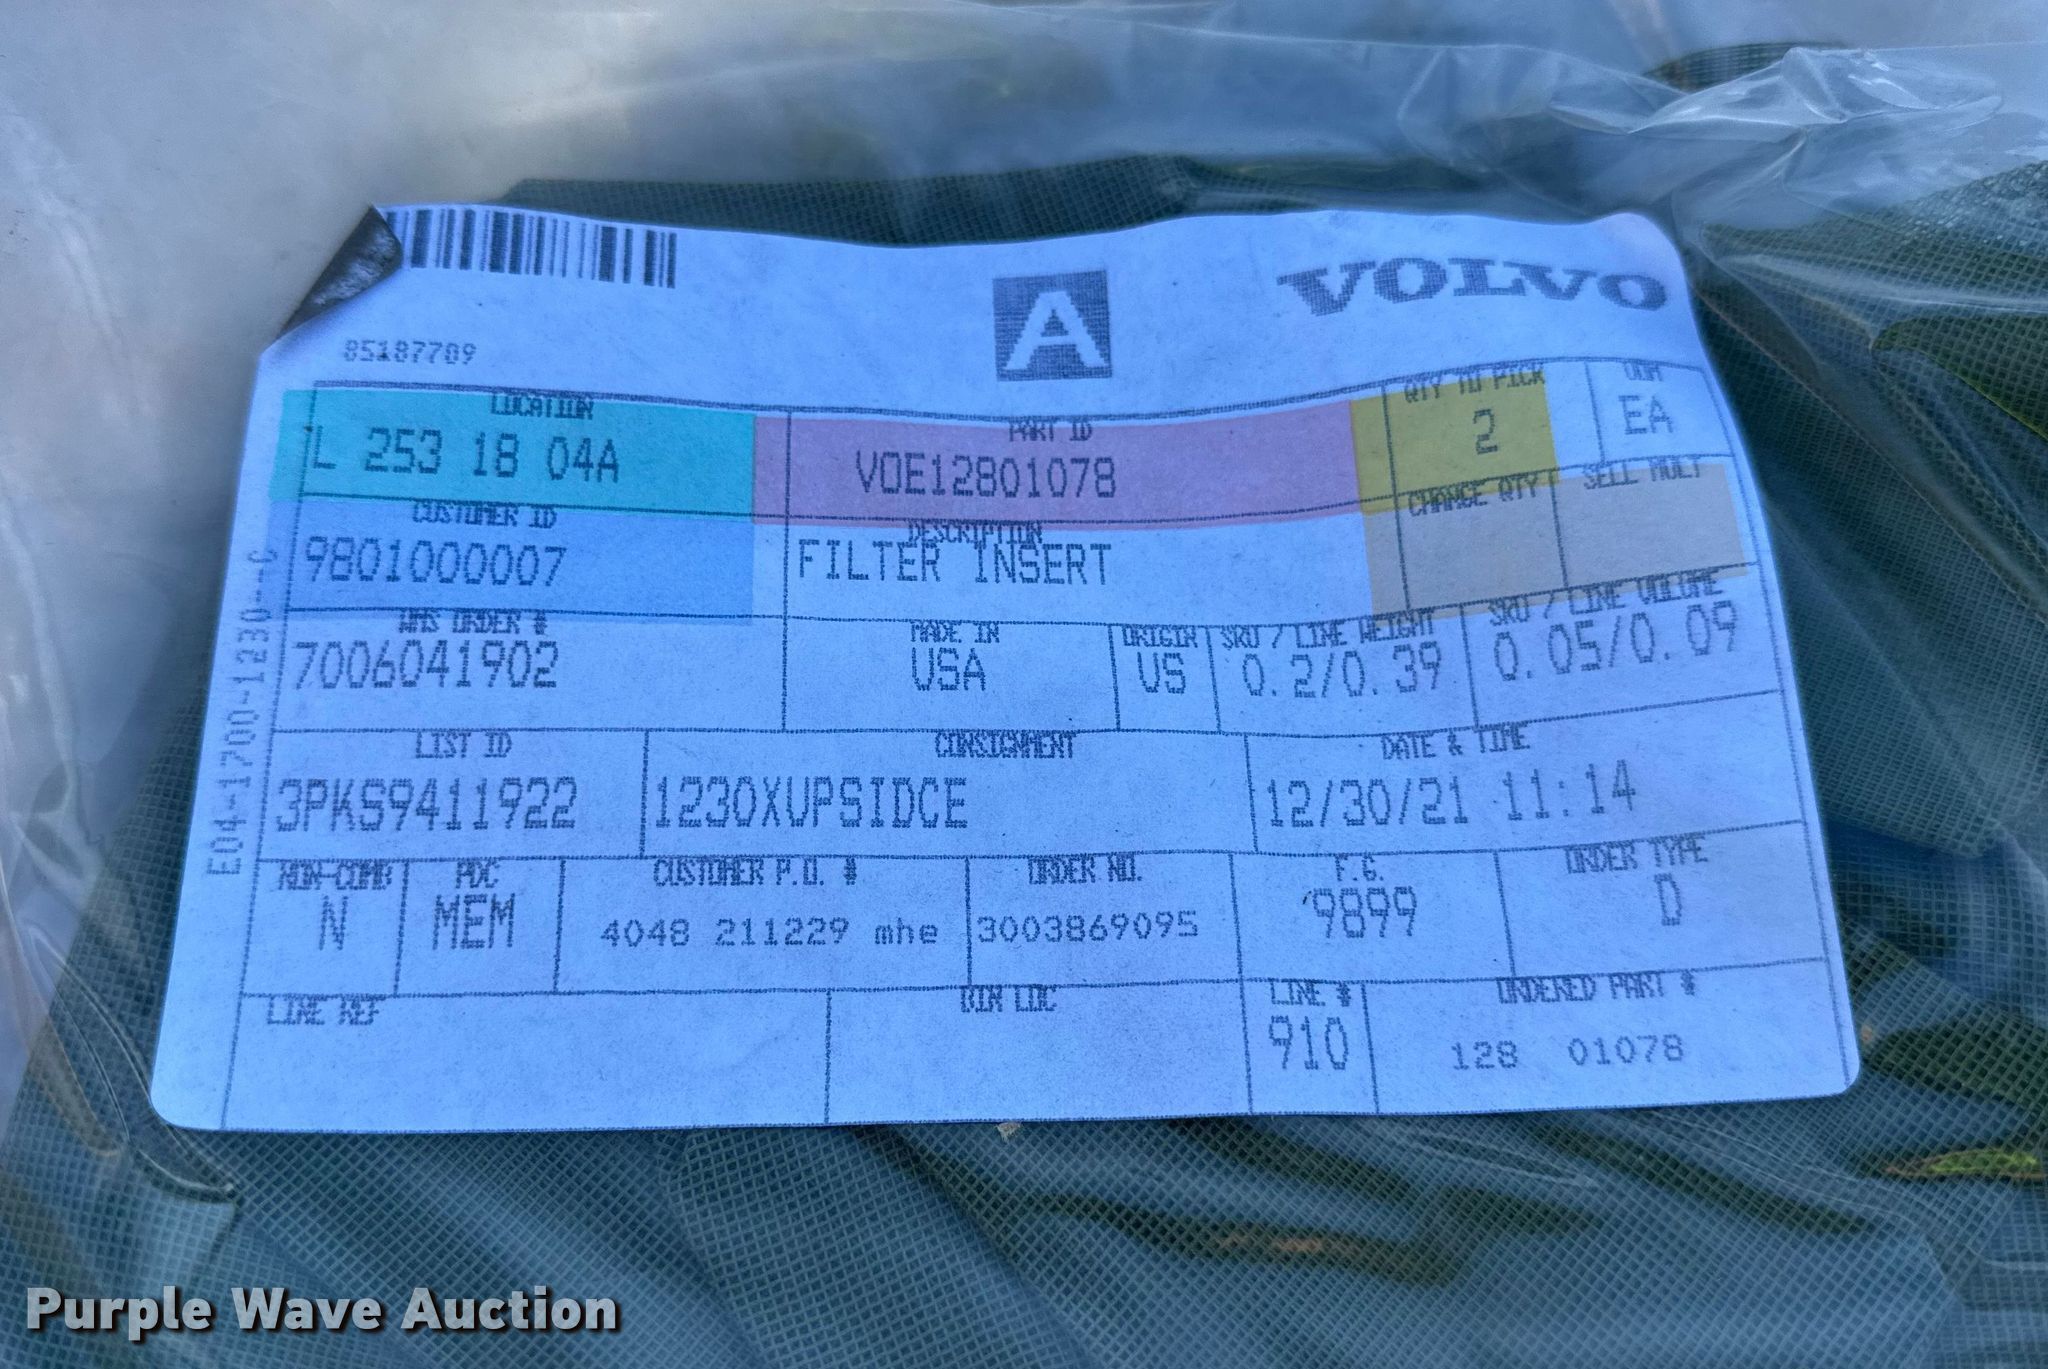 A
VOLVO
85187789
LOCATION
L 253 18 04A
PART ID
VOE12801078
QTY TO PICK
2
UOM
EA
CUSTOMER ID
9801000007
DESCRIPTION
FILTER INSERT
CHANGE QTY
SELL MULT
WMS ORDER #
7006041902
MADE IN
USA
ORIGIN
US
SKU / LINE WEIGHT
0.2/0.39
SKU / LINE VOLUME
0.05/0.09
LIST ID
3PKS9411922
CONSIGNMENT
1230XUPSIDCE
DATE & TIME
12/30/21 11:14
NON-COMB
N
PDC
MEM
CUSTOMER P.O. #
4048 211229 mhe
ORDER NO.
3003869095
F.G.
9899
ORDER TYPE
D
LINE REF
BIN LOC
LINE #
910
ORDERED PART #
128 01078
E04-1700-1230--C
Purple Wave Auction